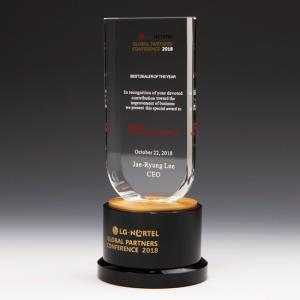 LG-NORTEL
GLOBAL PARTNERS
CONFERENCE 2018
BEST DEALER OF THE YEAR
In recognition of your devoted
contribution toward the
improvement of business
we present this special award to
October 22, 2018
Jae-Ryung Lee
CEO
LG-NORTEL
GLOBAL PARTNERS
CONFERENCE 2018